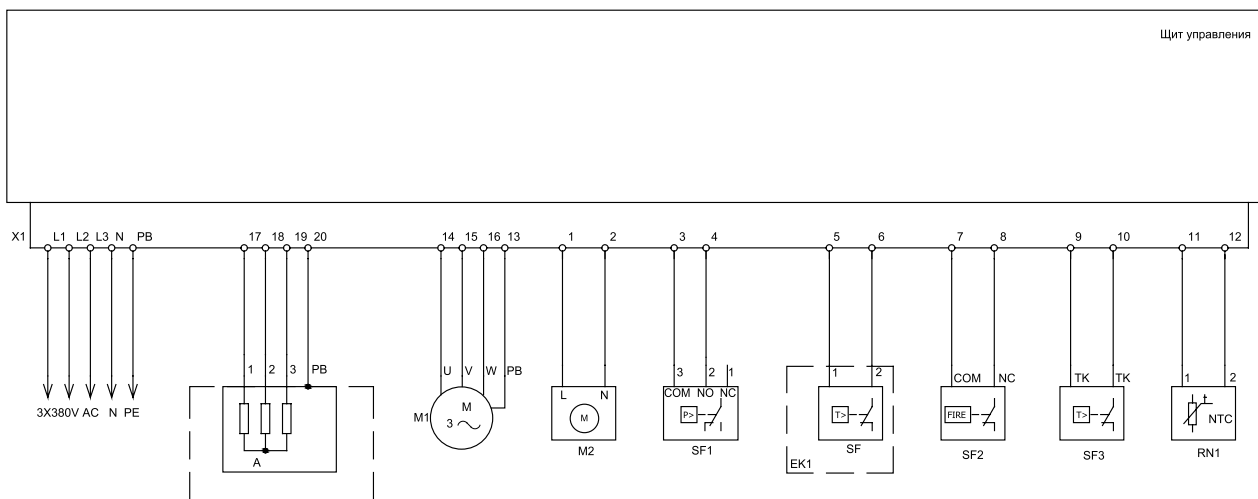 Щит управления
X1 L1 L2 L3 N PB 17 18 19 20 14 15 16 13 1 2 3 4 5 6 7 8 9 10 11 12
1 2 3 PB U V W PB 3 2 1 1 2 COM NC TK TK 1 2
L N COM NO NC
3X380V AC N PE M1 M 3 M P> T> FIRE T> t NTC
A M2 SF1 SF SF2 SF3 RN1
EK1